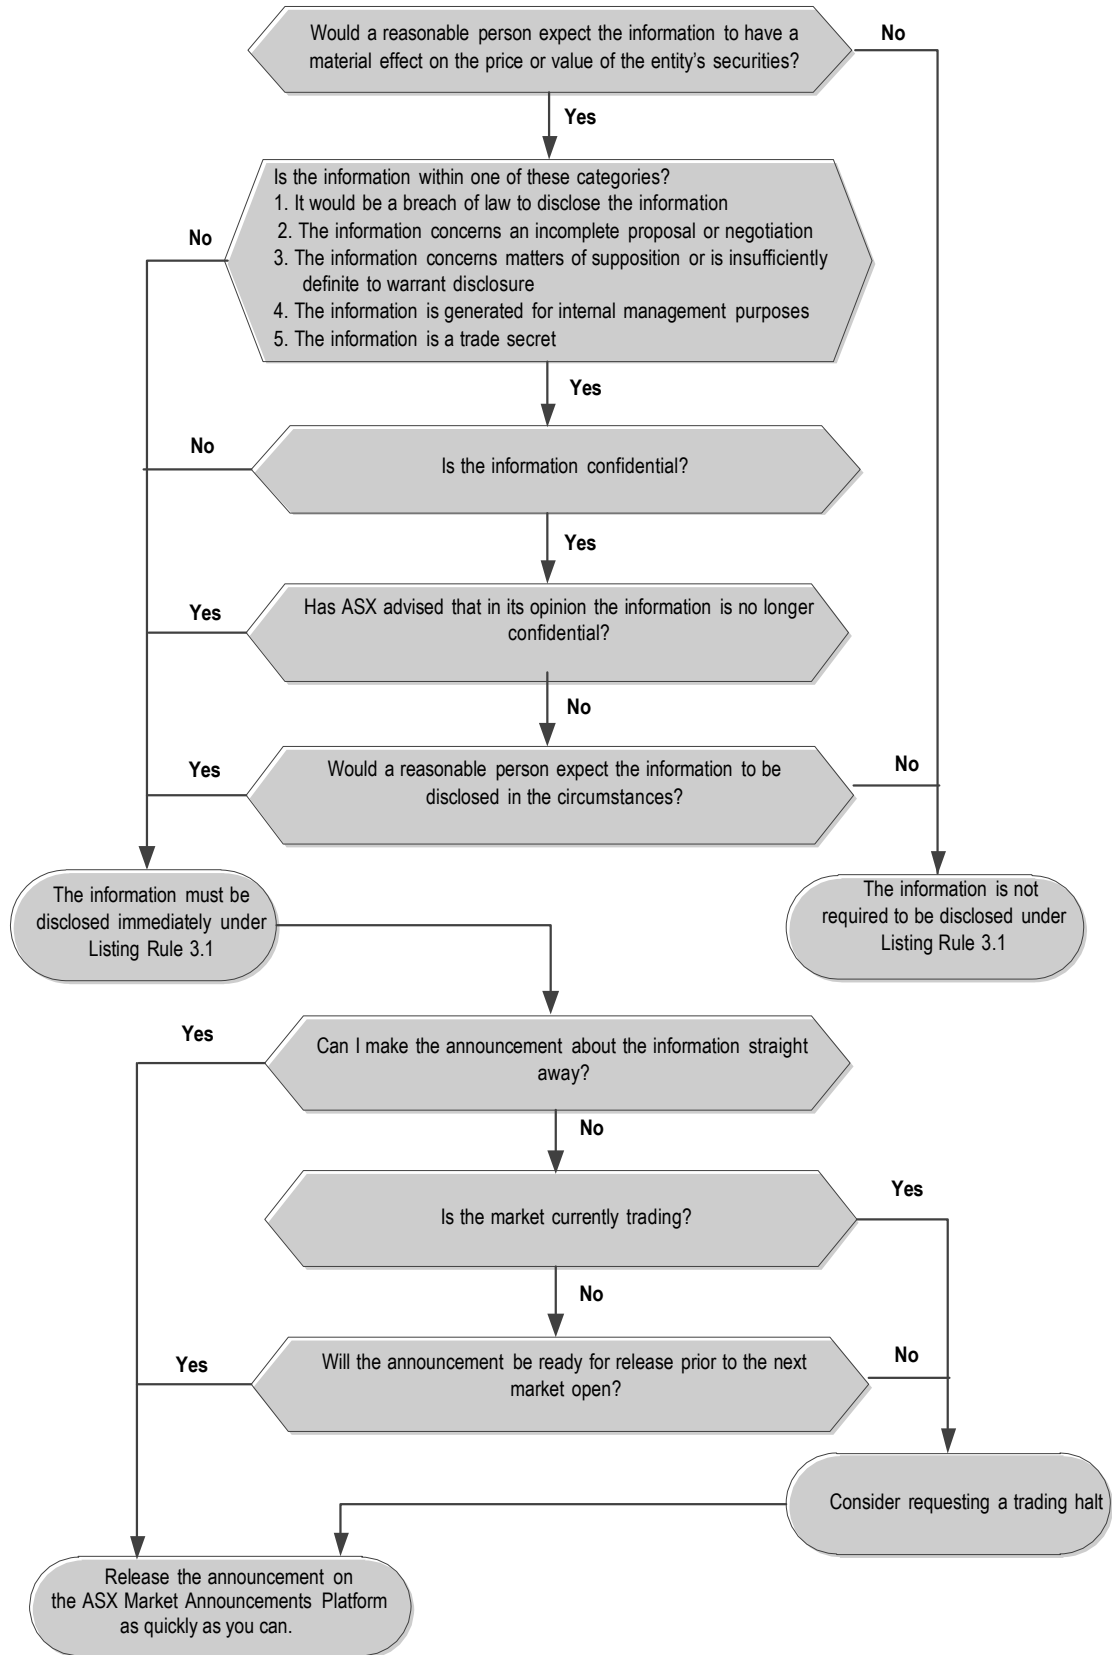 Would a reasonable person expect the information to have a
material effect on the price or value of the entity's securities?
No
Yes
Is the information within one of these categories?
1. It would be a breach of law to disclose the information
2. The information concerns an incomplete proposal or negotiation
3. The information concerns matters of supposition or is insufficiently
definite to warrant disclosure
4. The information is generated for internal management purposes
5. The information is a trade secret
No
Yes
Is the information confidential?
No
Yes
Has ASX advised that in its opinion the information is no longer
confidential?
Yes
No
Would a reasonable person expect the information to be
disclosed in the circumstances?
Yes
No
The information must be
disclosed immediately under
Listing Rule 3.1
The information is not
required to be disclosed under
Listing Rule 3.1
Can I make the announcement about the information straight
away?
Yes
No
Is the market currently trading?
Yes
No
Will the announcement be ready for release prior to the next
market open?
Yes
No
Consider requesting a trading halt
Release the announcement on
the ASX Market Announcements Platform
as quickly as you can.